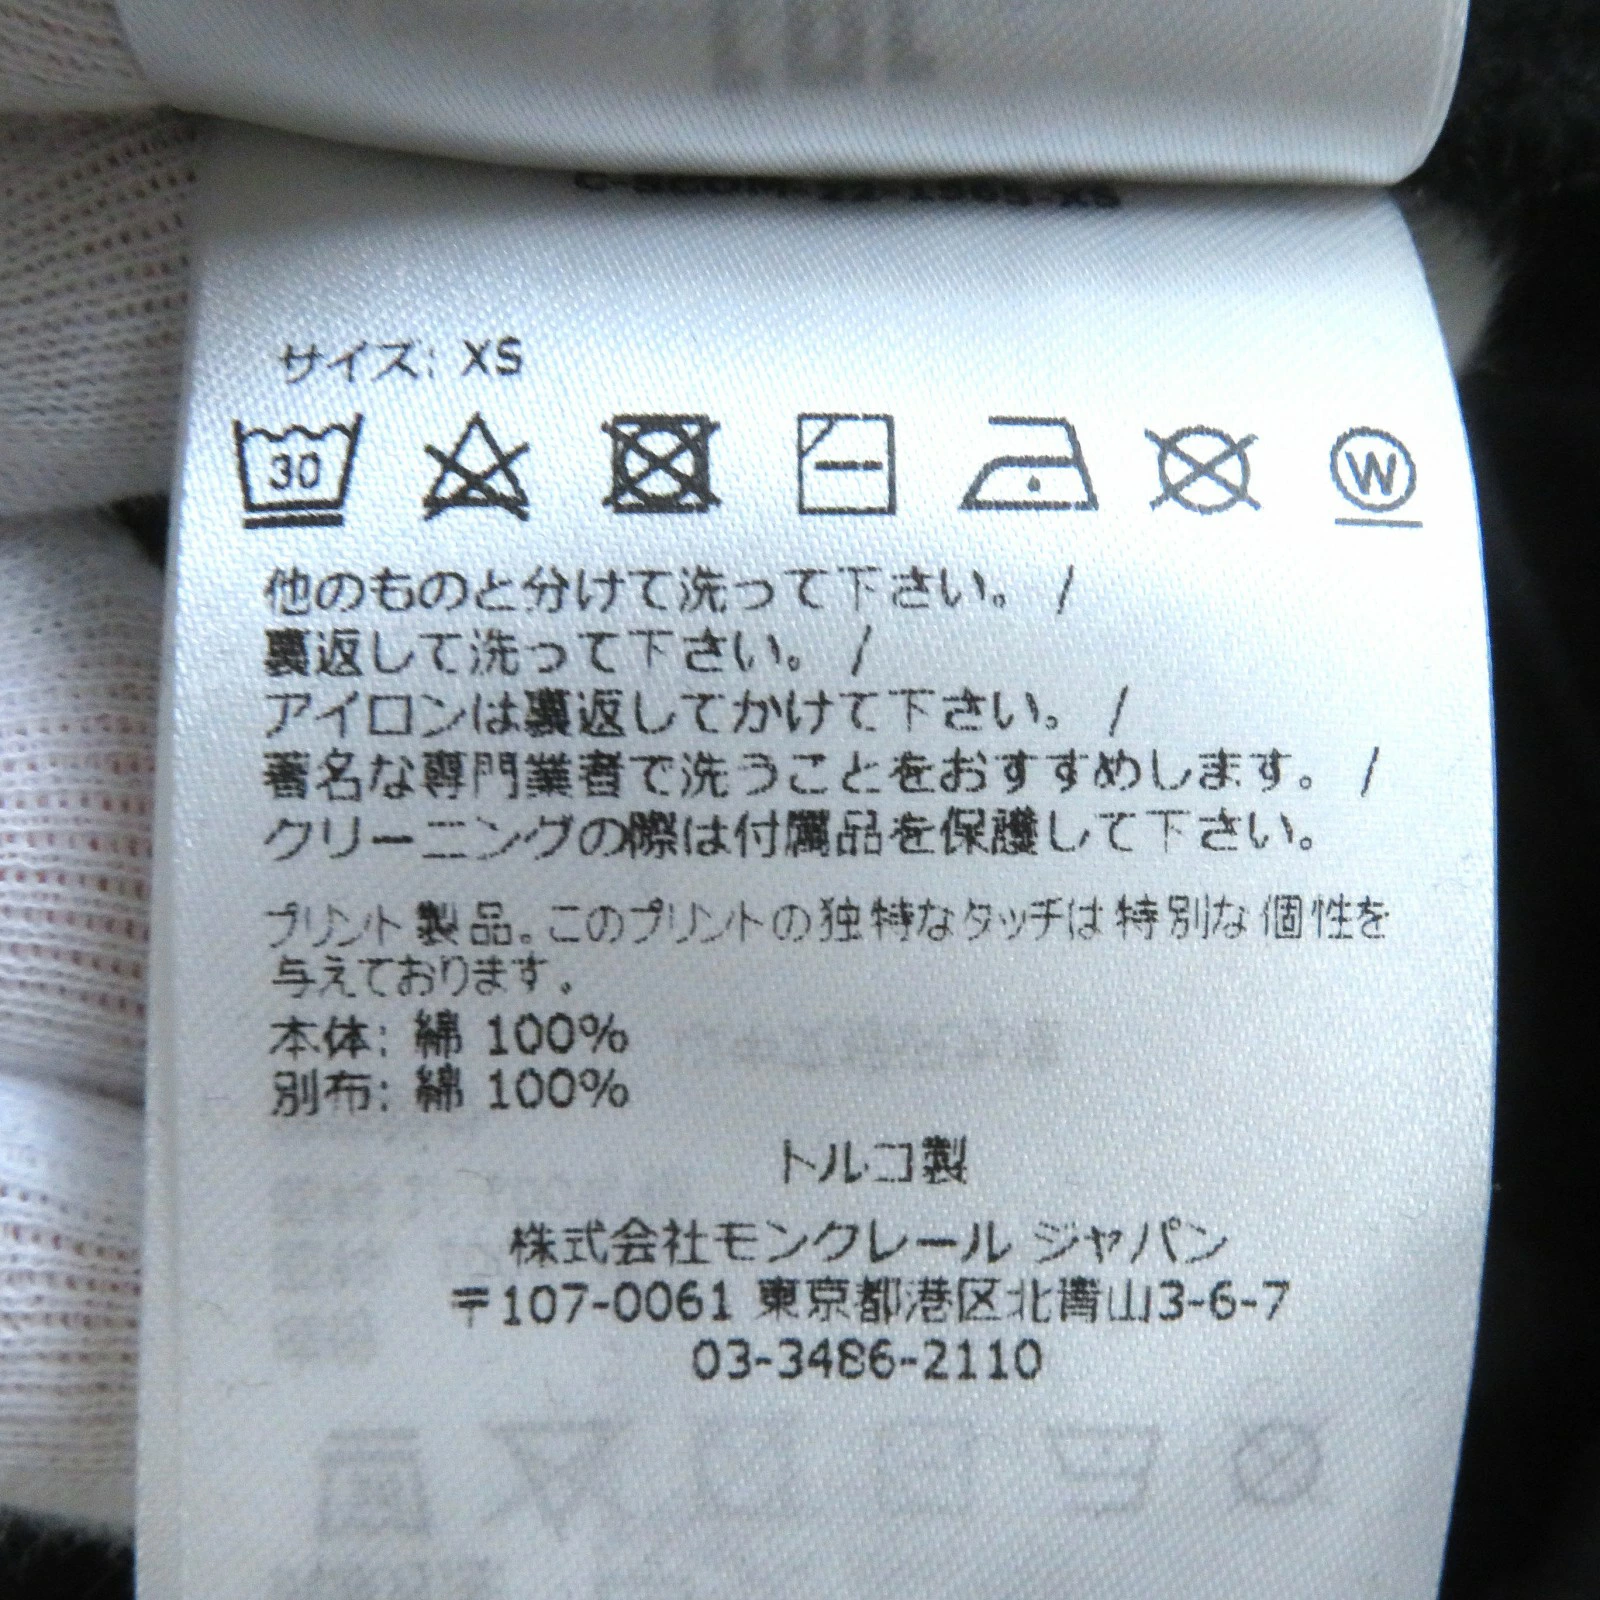 サイズ: XS
30
W
他のものと分けて洗って下さい。 /
裏返して洗って下さい。 /
アイロンは裏返してかけて下さい。 /
著名な専門業者で洗うことをおすすめします。 /
クリーニングの際は付属品を保護して下さい。
プリント製品。このプリントの独特なタッチは特別な個性を
与えております。
本体: 綿 100%
別布: 綿 100%
トルコ製
株式会社モンクレール ジャパン
〒107-0061 東京都港区北青山3-6-7
03-3486-2110